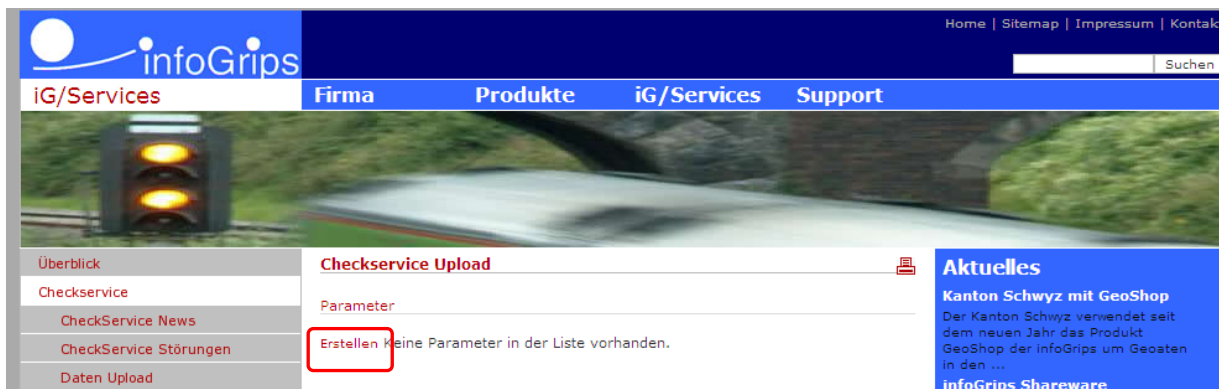 Home | Sitemap | Impressum | Kontak
infoGrips
Suchen
iG/Services
Firma
Produkte
iG/Services
Support
Überblick
Checkservice
CheckService News
CheckService Störungen
Daten Upload
Checkservice Upload
Parameter
Erstellen Keine Parameter in der Liste vorhanden.
Aktuelles
Kanton Schwyz mit GeoShop
Der Kanton Schwyz verwendet seit
dem neuen Jahr das Produkt
GeoShop der infoGrips um Geoaten
in den ...
infoGrips Shareware